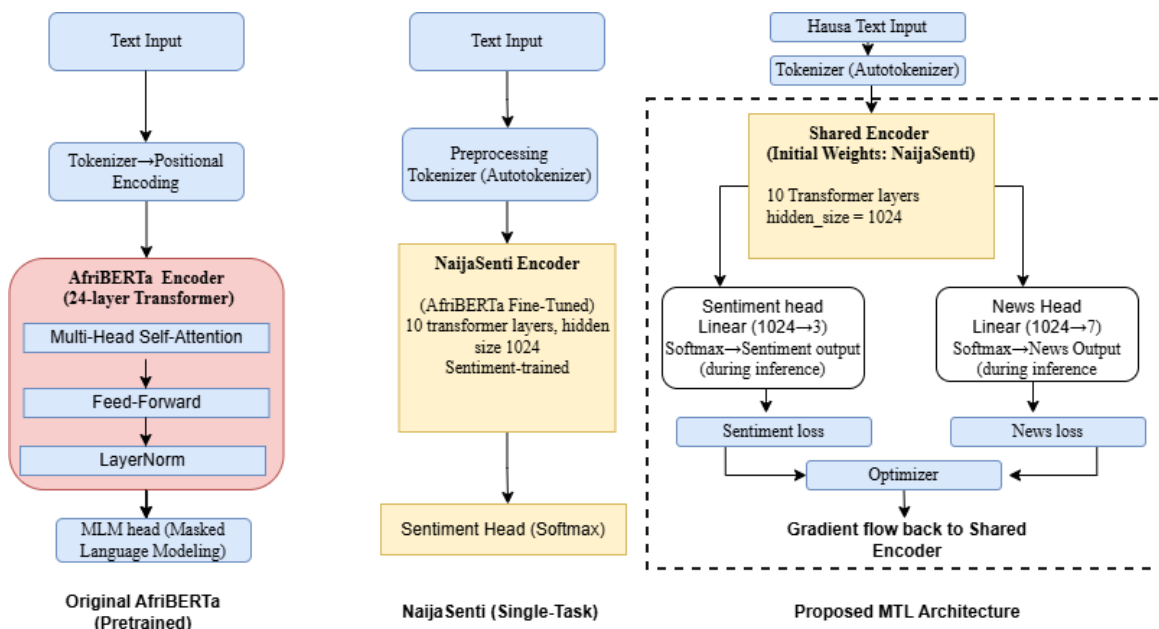 Text Input
Tokenizer→Positional
Encoding
AfriBERTa Encoder
(24-layer Transformer)
Multi-Head Self-Attention
Feed-Forward
LayerNorm
MLM head (Masked
Language Modeling)
Original AfriBERTa
(Pretrained)
Text Input
Preprocessing
Tokenizer (Autotokenizer)
NaijaSenti Encoder
(AfriBERTa Fine-Tuned)
10 transformer layers, hidden
size 1024
Sentiment-trained
Sentiment Head (Softmax)
NaijaSenti (Single-Task)
Hausa Text Input
Tokenizer (Autotokenizer)
Shared Encoder
(Initial Weights: NaijaSenti)
10 Transformer layers
hidden_size = 1024
Sentiment head
Linear (1024→3)
Softmax→Sentiment output
(during inference)
News Head
Linear (1024→7)
Softmax→News Output
(during inference
Sentiment loss
News loss
Optimizer
Gradient flow back to Shared
Encoder
Proposed MTL Architecture